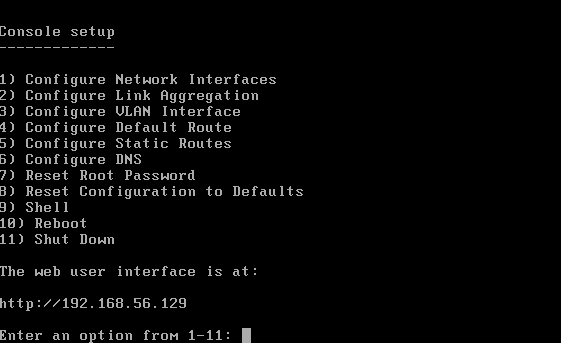 Console setup
-------------
1) Configure Network Interfaces
2) Configure Link Aggregation
3) Configure VLAN Interface
4) Configure Default Route
5) Configure Static Routes
6) Configure DNS
7) Reset Root Password
8) Reset Configuration to Defaults
9) Shell
10) Reboot
11) Shut Down
The web user interface is at:
http://192.168.56.129
Enter an option from 1-11: